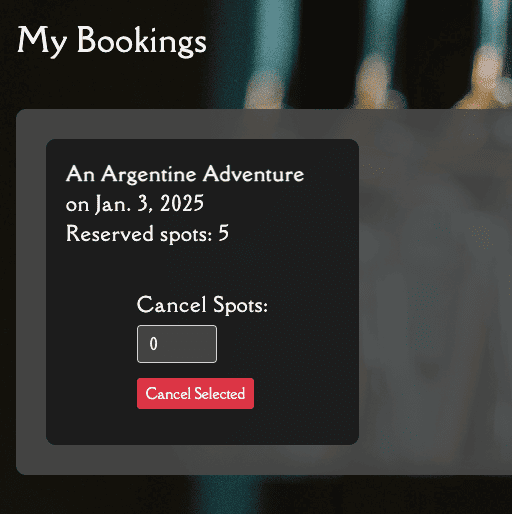 My Bookings
An Argentine Adventure
on Jan. 3, 2025
Reserved spots: 5
Cancel Spots:
0
Cancel Selected